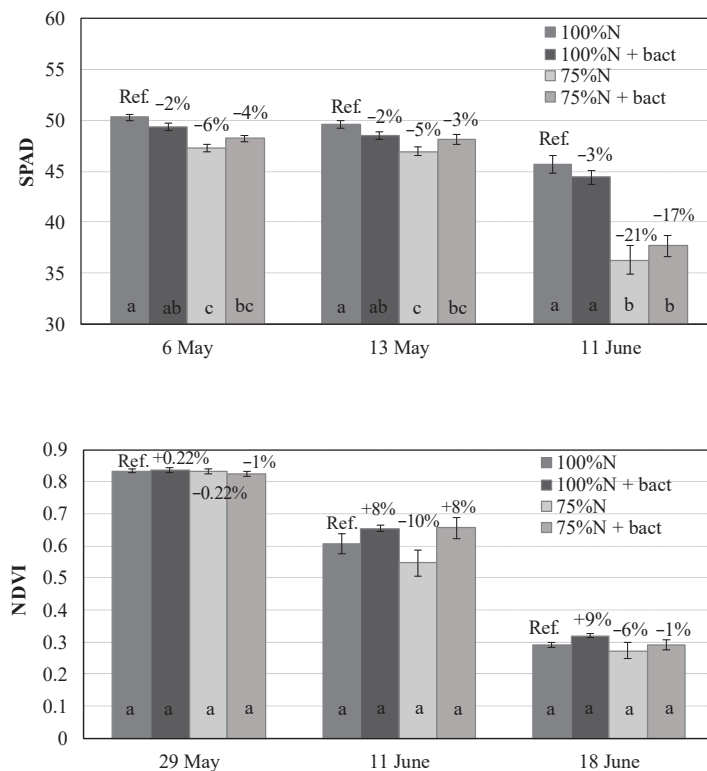 60
55
50
45
40
35
30
SPAD
100%N
100%N + bact
75%N
75%N + bact
Ref.
−2%
−6%
−4%
Ref.
−2%
−5%
−3%
Ref.
−3%
−21%
−17%
a ab c bc
a ab c bc
a a b b
6 May 13 May 11 June
0.9
0.8
0.7
0.6
0.5
0.4
0.3
0.2
0.1
0
NDVI
100%N
100%N + bact
75%N
75%N + bact
Ref.
+0.22%
−0.22%
−1%
Ref.
+8%
−10%
+8%
Ref.
+9%
−6%
−1%
a a a a
a a a a
a a a a
29 May 11 June 18 June